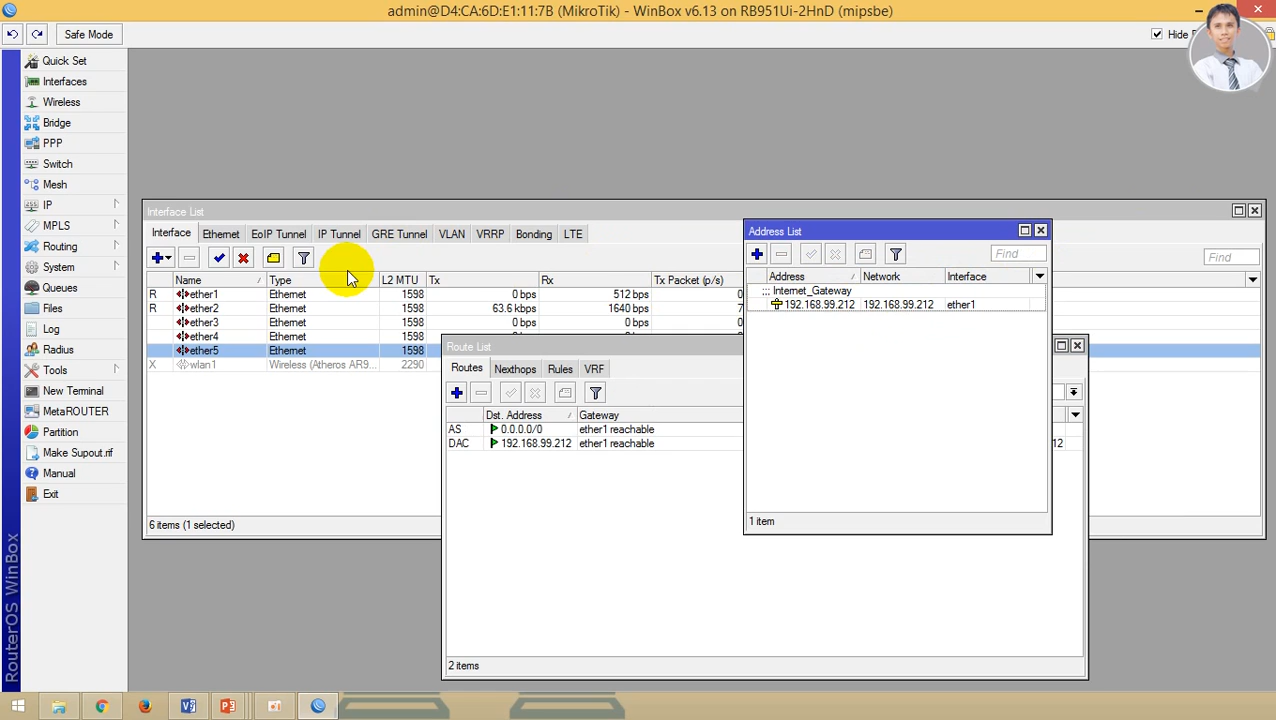 admin@D4:CA:6D:E1:11:7B (MikroTik) - WinBox v6.13 on RB951Ui-2HnD (mipsbe)
Safe Mode
Hide
Quick Set
Interfaces
Wireless
Bridge
PPP
Switch
Mesh
IP
MPLS
Routing
System
Queues
Files
Log
Radius
Tools
New Terminal
MetaROUTER
Partition
Make Supout.rif
Manual
Exit
RouterOS WinBox
Interface List
Interface Ethernet EoIP Tunnel IP Tunnel GRE Tunnel VLAN VRRP Bonding LTE
Find
Name Type L2 MTU Tx Rx Tx Packet (p/s)
R ether1 Ethernet 1598 0 bps 512 bps 0
R ether2 Ethernet 1598 63.6 kbps 1640 bps 7
ether3 Ethernet 1598 0 bps 0 bps 0
ether4 Ethernet 1598
ether5 Ethernet 1598
X wlan1 Wireless (Atheros AR9... 2290
6 items (1 selected)
Address List
Find
Address Network Interface
::: Internet_Gateway
192.168.99.212 192.168.99.212 ether1
1 item
Route List
Routes Nexthops Rules VRF
Dst. Address Gateway
AS 0.0.0.0/0 ether1 reachable
DAC 192.168.99.212 ether1 reachable 12
2 items